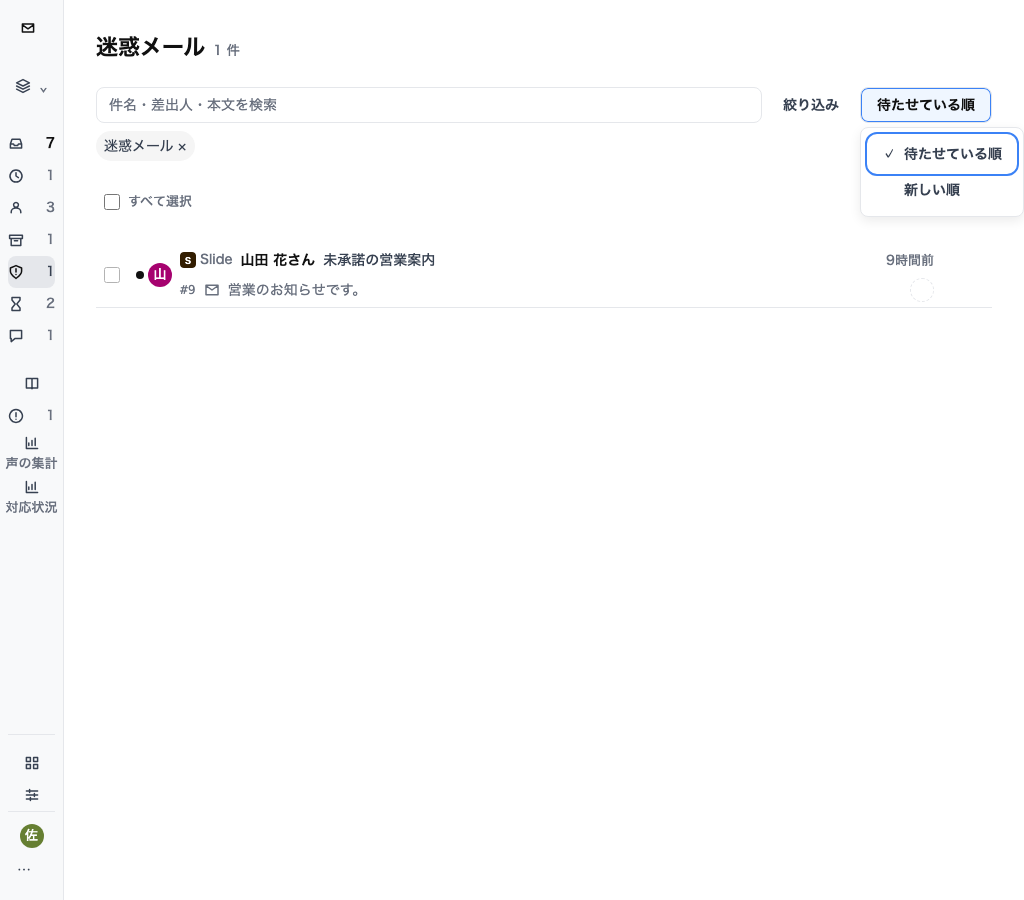 迷惑メール 1 件
件名・差出人・本文を検索
絞り込み
待たせている順
迷惑メール ×
✓ 待たせている順
新しい順
すべて選択
山
s Slide 山田 花さん 未承諾の営業案内
9時間前
#9 営業のお知らせです。
7
1
3
1
1
2
1
1
声の集計
対応状況
佐
…